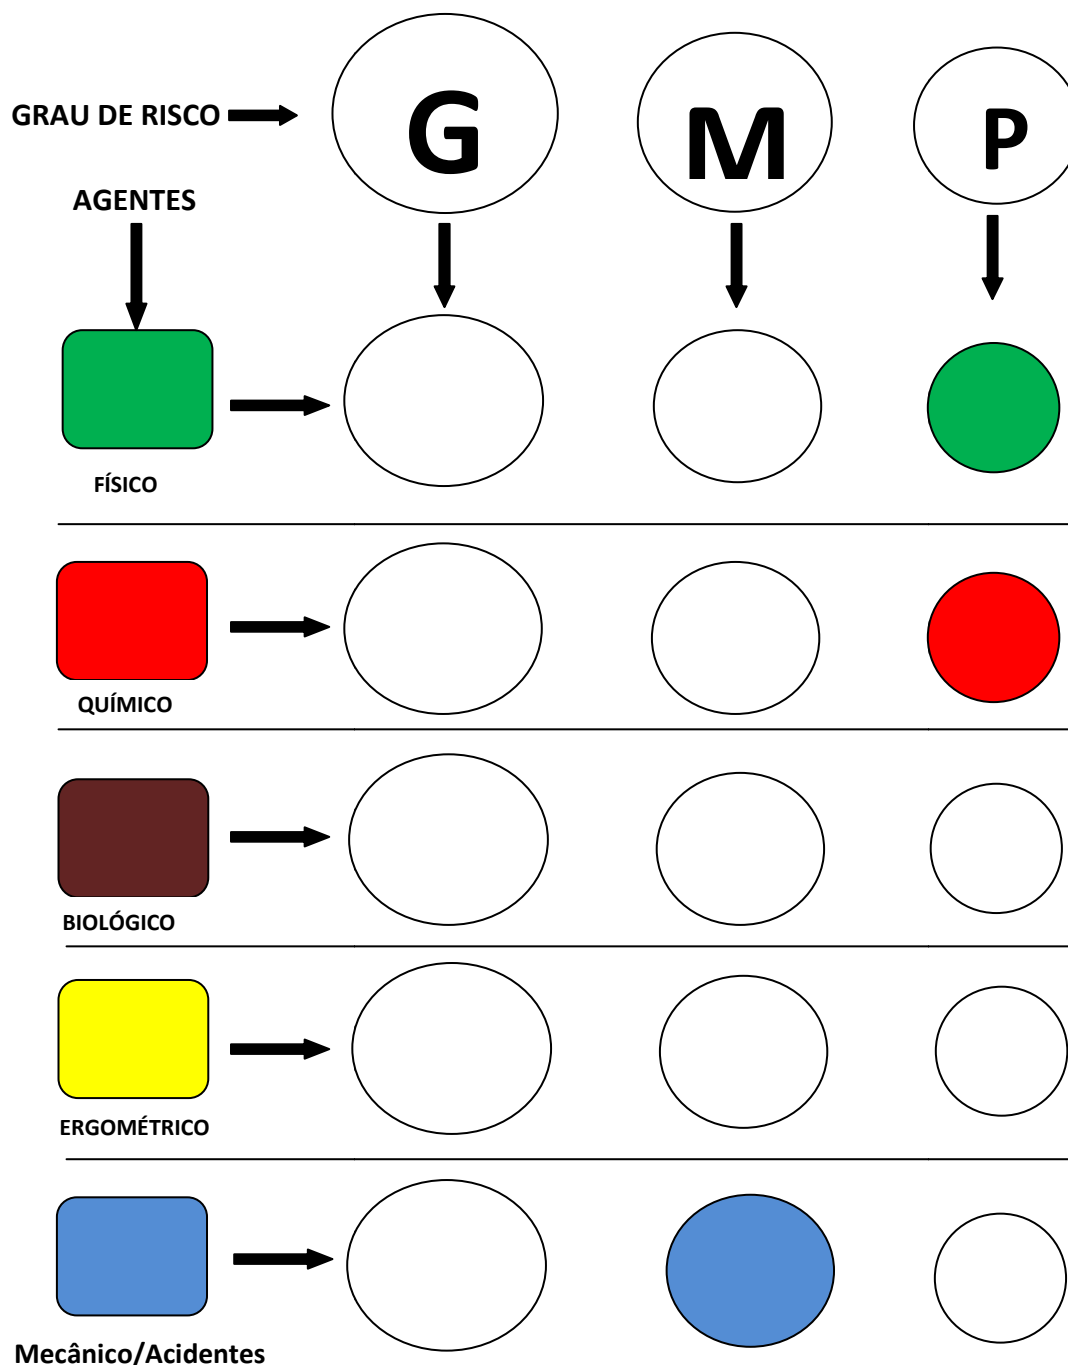 GRAU DE RISCO
G
M
P
AGENTES
FÍSICO
QUÍMICO
BIOLÓGICO
ERGOMÉTRICO
Mecânico/Acidentes